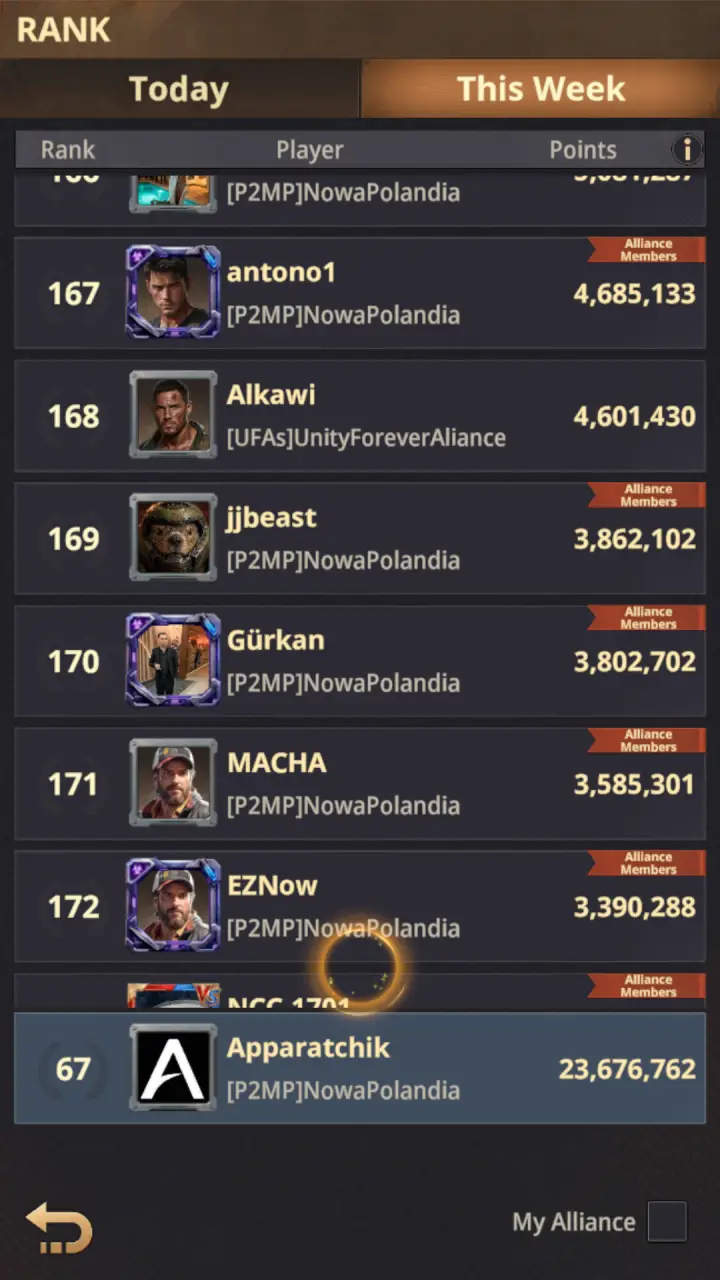 RANK
Today
This Week
Rank
Player
Points
[P2MP]NowaPolandia
167
antono1
[P2MP]NowaPolandia
Alliance
Members
4,685,133
168
Alkawi
[UFAs]UnityForeverAliance
4,601,430
169
jjbeast
[P2MP]NowaPolandia
Alliance
Members
3,862,102
170
Gürkan
[P2MP]NowaPolandia
Alliance
Members
3,802,702
171
MACHA
[P2MP]NowaPolandia
Alliance
Members
3,585,301
172
EZNow
[P2MP]NowaPolandia
Alliance
Members
3,390,288
NCC 1701
Alliance
Members
67
Apparatchik
[P2MP]NowaPolandia
23,676,762
My Alliance